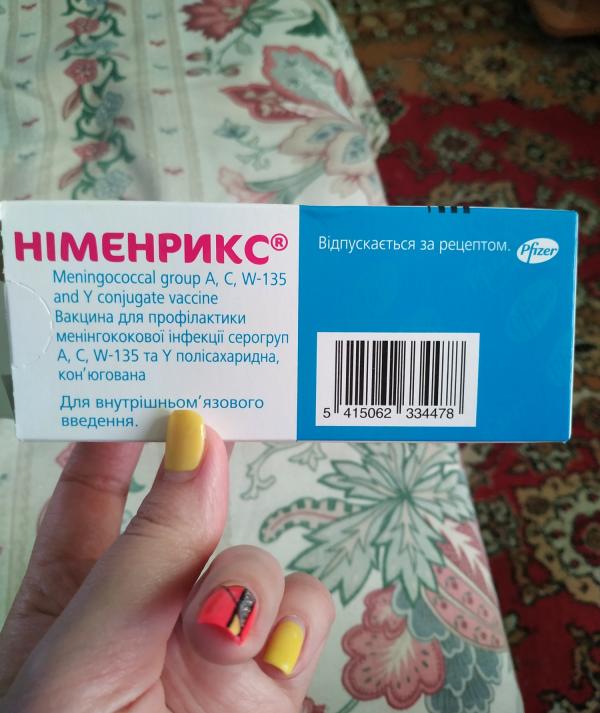 НІМЕНРИКС®
Meningococcal group A, C, W-135
and Y conjugate vaccine
Вакцина для профілактики
менінгококової інфекції серогруп
А, С, W-135 та Y полісахаридна,
кон'югована
Для внутрішньом'язового
введення.
Відпускається за рецептом.
Pfizer
5 415062 334478